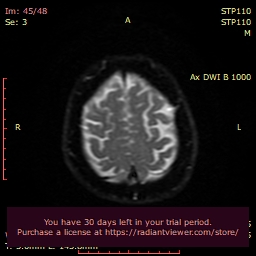 Im: 45/48
Se: 3
A
STP110
STP110
M
Ax DWI B 1000
R
L
You have 30 days left in your trial period.
Purchase a license at https://radiantviewer.com/store/